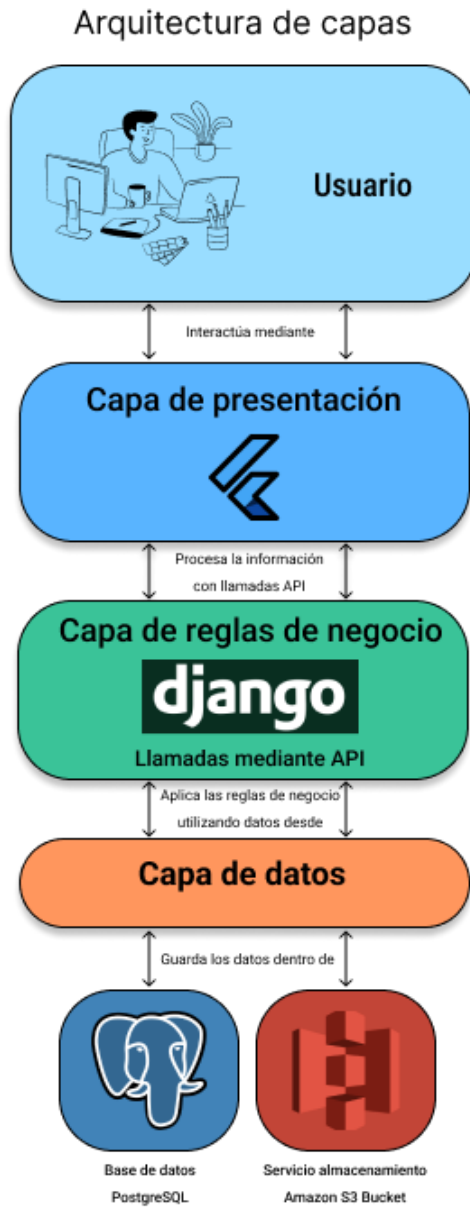 Arquitectura de capas
Usuario
Interactúa mediante
Capa de presentación
Procesa la información
con llamadas API
Capa de reglas de negocio
django
Llamadas mediante API
Aplica las reglas de negocio
utilizando datos desde
Capa de datos
Guarda los datos dentro de
Base de datos
PostgreSQL
Servicio almacenamiento
Amazon S3 Bucket